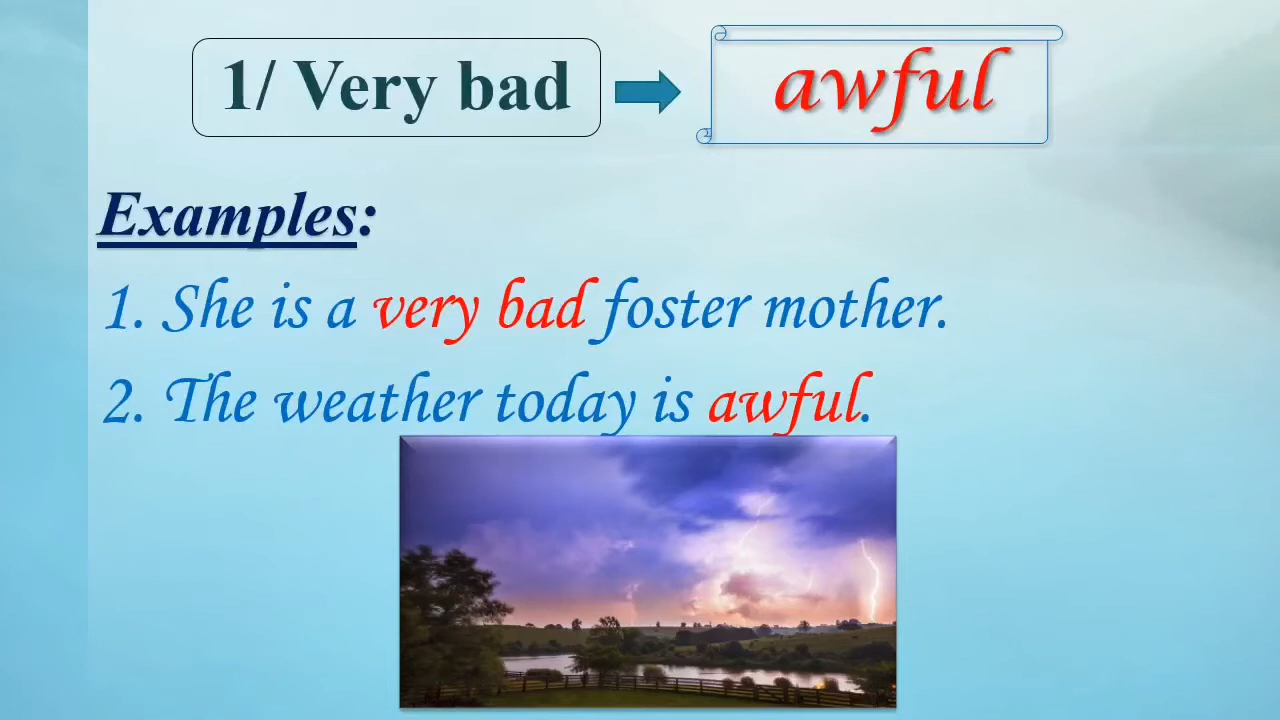 1/ Very bad awful
Examples:
1. She is a very bad foster mother.
2. The weather today is awful.